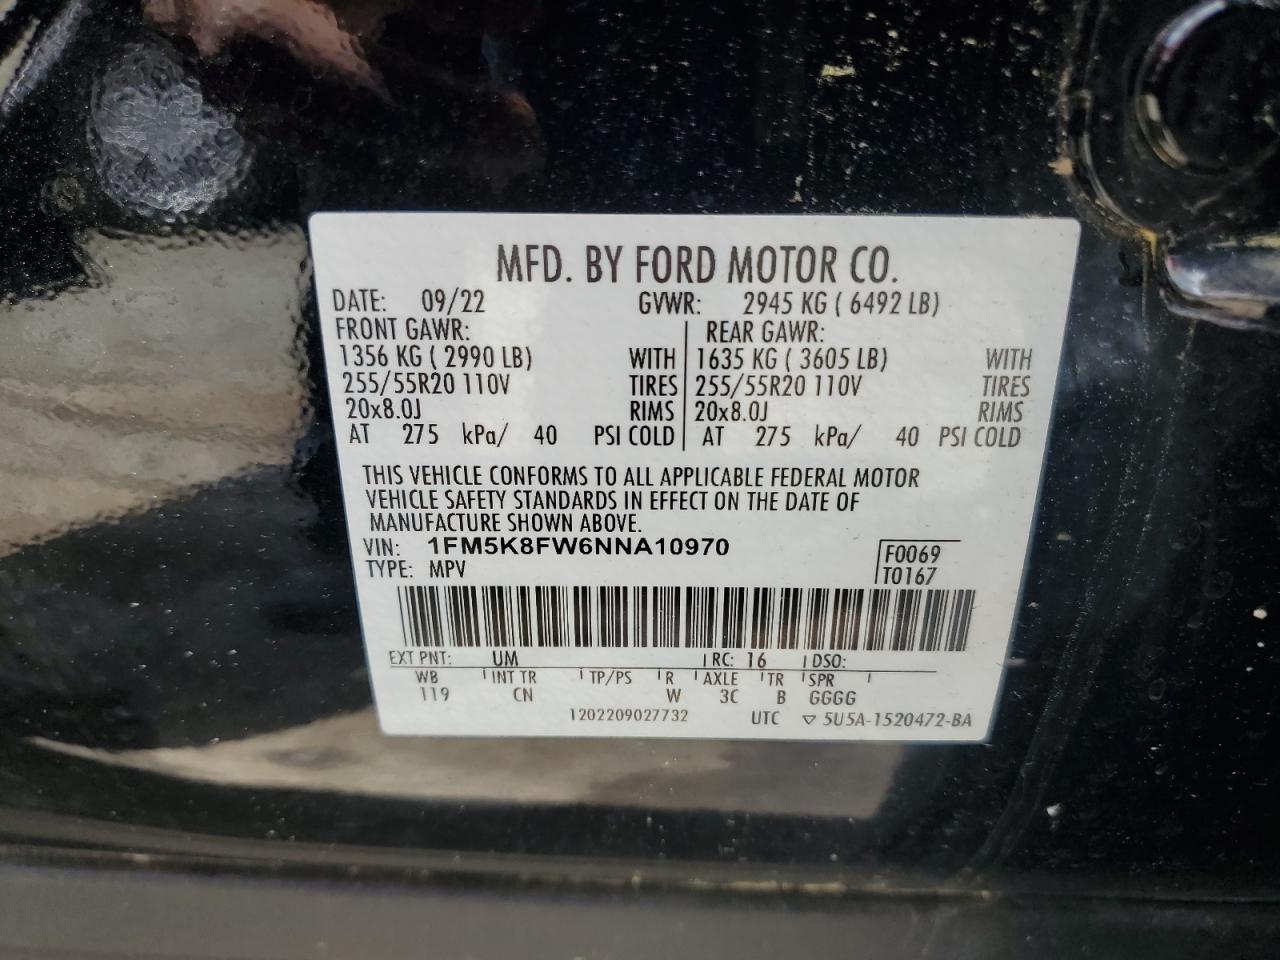 MFD. BY FORD MOTOR CO.
DATE: 09/22 GVWR: 2945 KG ( 6492 LB)
FRONT GAWR: REAR GAWR:
1356 KG ( 2990 LB) WITH 1635 KG ( 3605 LB) WITH
255/55R20 110V TIRES 255/55R20 110V TIRES
20x8.0J RIMS 20x8.0J RIMS
AT 275 kPa/ 40 PSI COLD AT 275 kPa/ 40 PSI COLD
THIS VEHICLE CONFORMS TO ALL APPLICABLE FEDERAL MOTOR
VEHICLE SAFETY STANDARDS IN EFFECT ON THE DATE OF
MANUFACTURE SHOWN ABOVE.
VIN: 1FM5K8FW6NNA10970 F0069
TYPE: MPV T0167
EXT PNT: UM RC: 16 DSO:
WB INT TR TP/PS R AXLE TR SPR
119 CN W 3C B GGGG
1202209027732 UTC ▽ 5U5A-1520472-BA